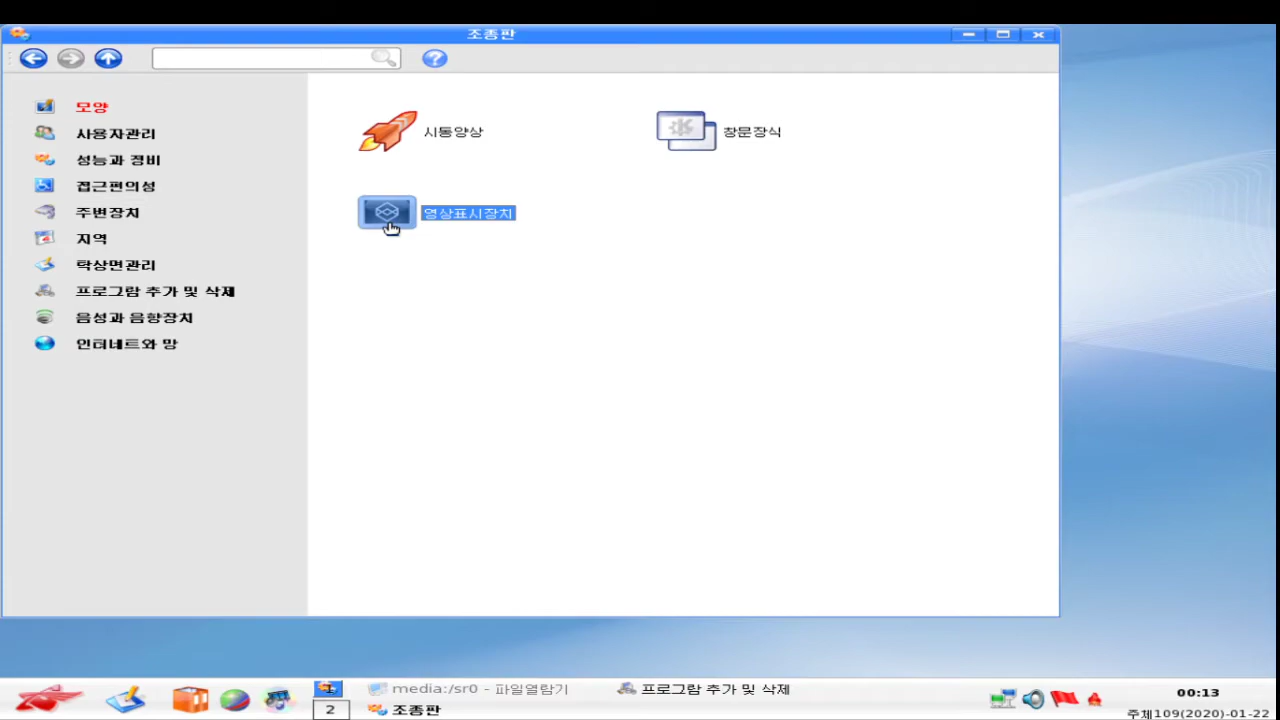 조종판
모양
사용자관리
성능과 정비
접근편의성
주변장치
지역
탁상면관리
프로그람 추가 및 삭제
음성과 음향장치
인터네트와 망
시동양상
창문장식
영상표시장치
media:/sr0 - 파일열람기
프로그람 추가 및 삭제
2
조종판
00:13
주체109(2020)-01-22